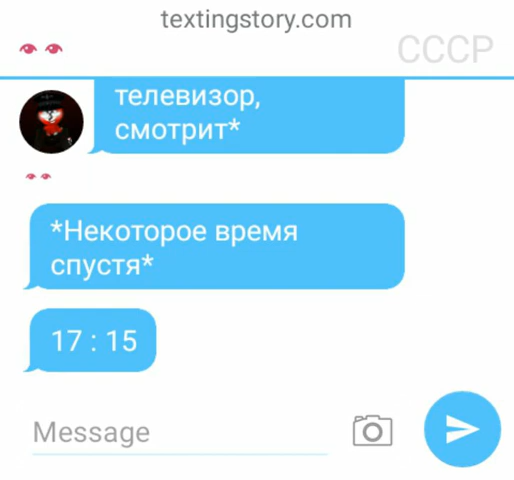 textingstory.com
СССР
телевизор,
смотрит*
*Некоторое время
спустя*
17 : 15
Message